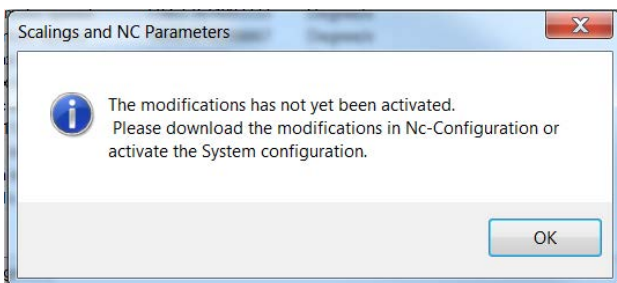 Scalings and NC Parameters
The modifications has not yet been activated.
Please download the modifications in Nc-Configuration or
activate the System configuration.
OK